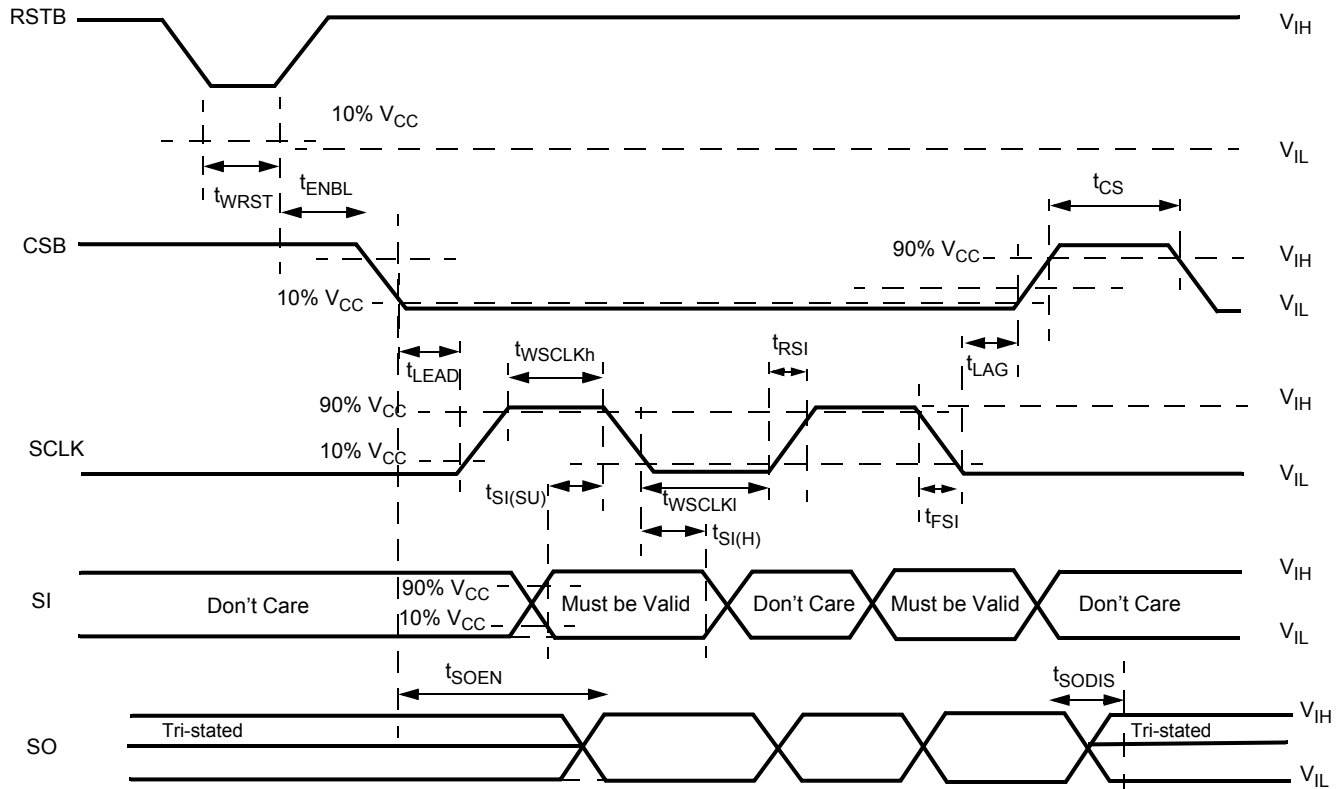 RSTB
V_IH
10% V_CC
V_IL
t_WRST
t_ENBL
t_CS
CSB
90% V_CC
V_IH
10% V_CC
V_IL
t_LEAD
t_WSCLKh
t_RSI
t_LAG
90% V_CC
V_IH
SCLK
10% V_CC
V_IL
t_SI(SU)
t_WSCLKl
t_FSI
t_SI(H)
SI
Don't Care
90% V_CC
10% V_CC
Must be Valid
Don't Care
Must be Valid
Don't Care
V_IH
V_IL
t_SOEN
t_SODIS
SO
Tri-stated
Tri-stated
V_IH
V_IL